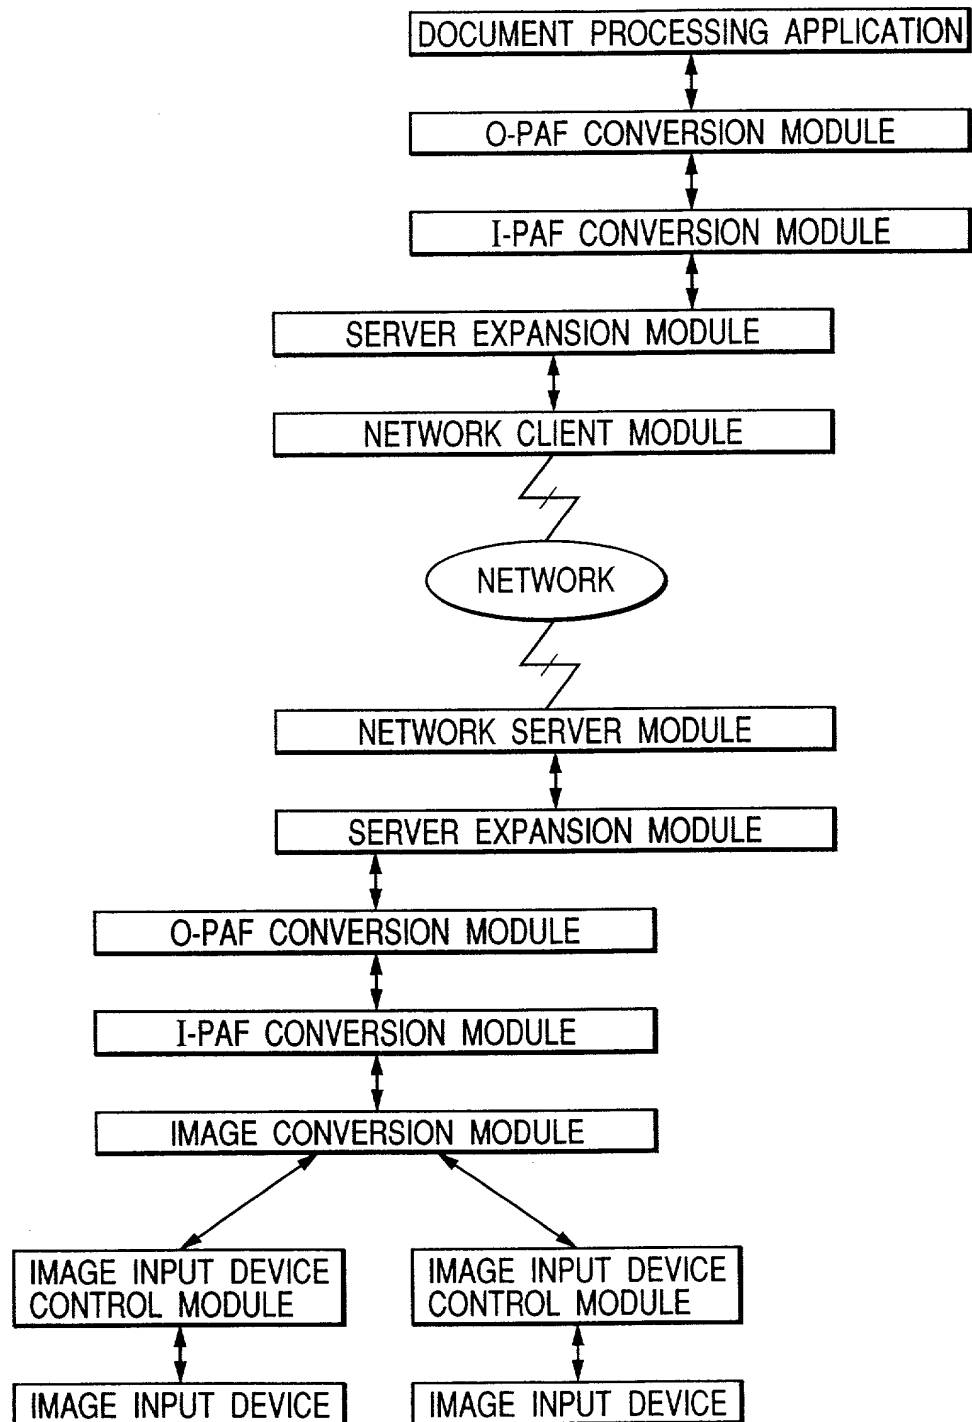 DOCUMENT PROCESSING APPLICATION
O-PAF CONVERSION MODULE
I-PAF CONVERSION MODULE
SERVER EXPANSION MODULE
NETWORK CLIENT MODULE
NETWORK
NETWORK SERVER MODULE
SERVER EXPANSION MODULE
O-PAF CONVERSION MODULE
I-PAF CONVERSION MODULE
IMAGE CONVERSION MODULE
IMAGE INPUT DEVICE
CONTROL MODULE
IMAGE INPUT DEVICE
CONTROL MODULE
IMAGE INPUT DEVICE
IMAGE INPUT DEVICE